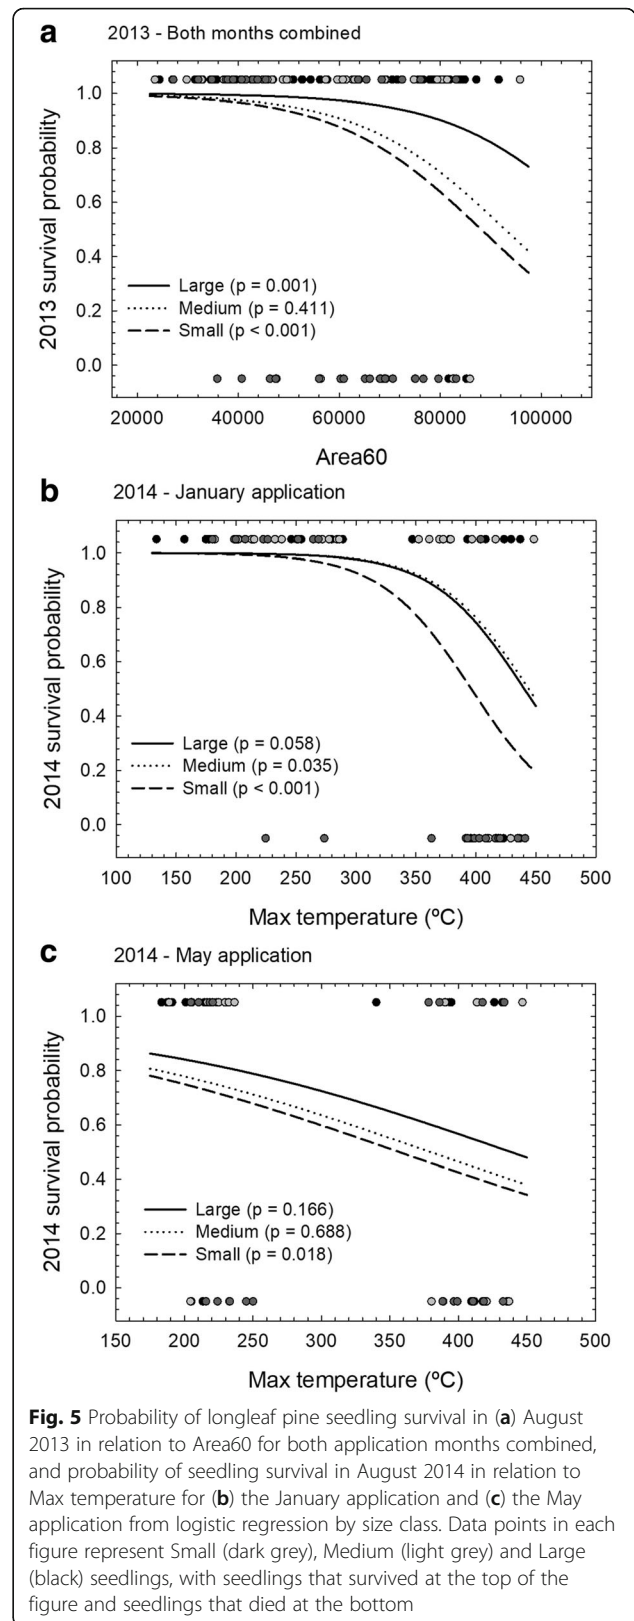 a 2013 - Both months combined
1.0
0.8
0.6
0.4
0.2
0.0
2013 survival probability
Large (p = 0.001)
Medium (p = 0.411)
Small (p < 0.001)
20000 40000 60000 80000 100000
Area60
b 2014 - January application
1.0
0.8
0.6
0.4
0.2
0.0
2014 survival probability
Large (p = 0.058)
Medium (p = 0.035)
Small (p < 0.001)
100 150 200 250 300 350 400 450 500
Max temperature (ºC)
c 2014 - May application
1.0
0.8
0.6
0.4
0.2
0.0
2014 survival probability
Large (p = 0.166)
Medium (p = 0.688)
Small (p = 0.018)
150 200 250 300 350 400 450 500
Max temperature (ºC)
Fig. 5 Probability of longleaf pine seedling survival in (a) August
2013 in relation to Area60 for both application months combined,
and probability of seedling survival in August 2014 in relation to
Max temperature for (b) the January application and (c) the May
application from logistic regression by size class. Data points in each
figure represent Small (dark grey), Medium (light grey) and Large
(black) seedlings, with seedlings that survived at the top of the
figure and seedlings that died at the bottom